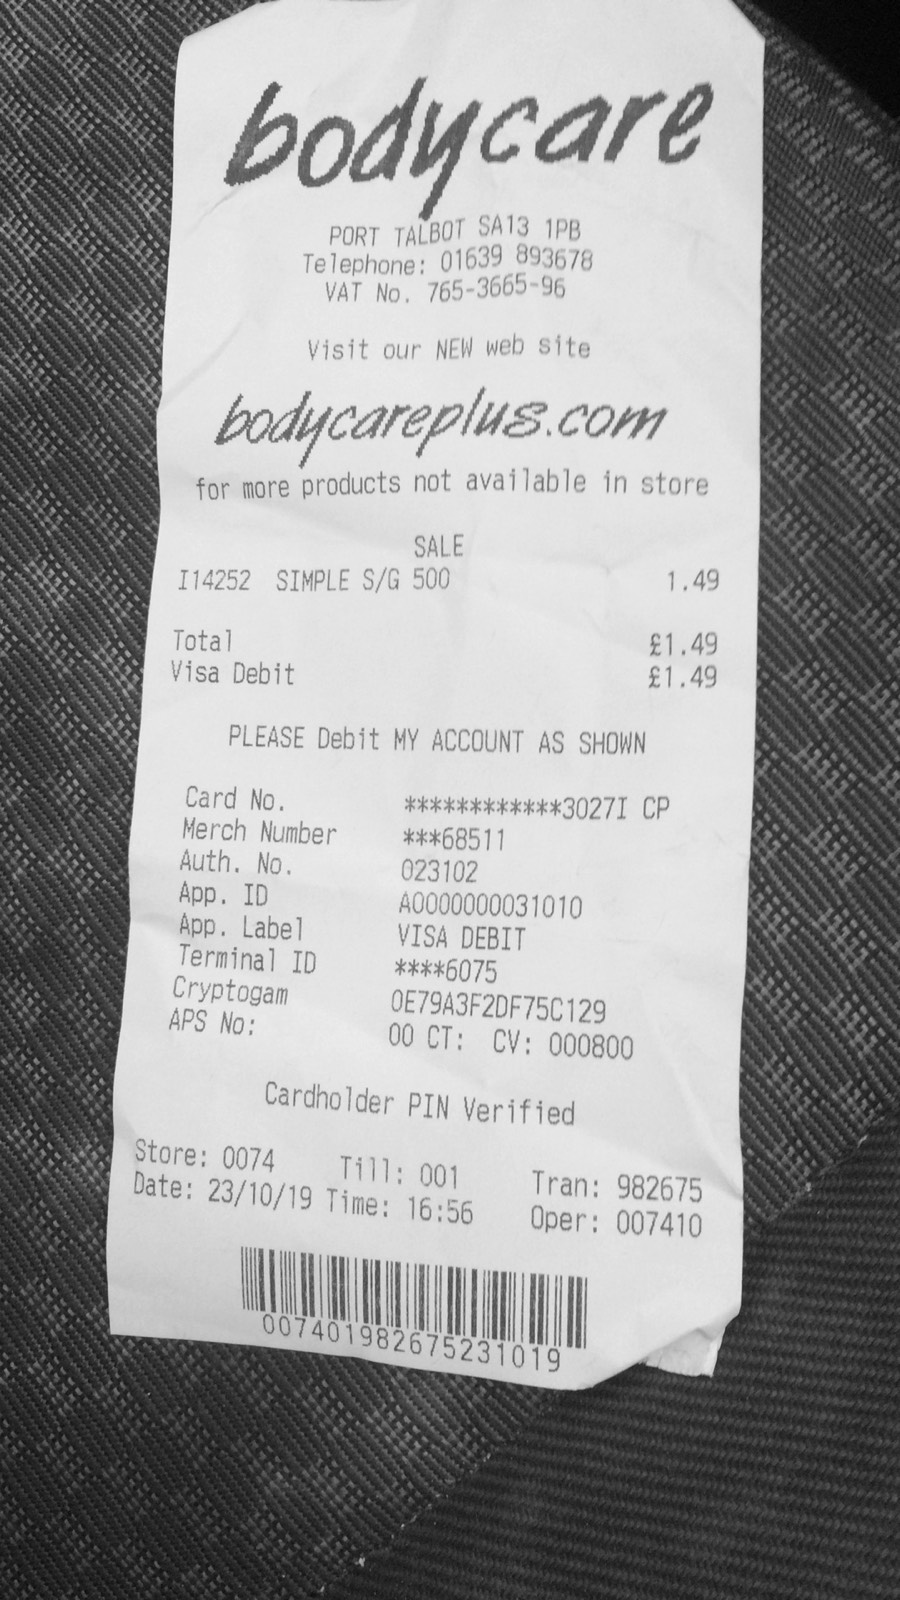 bodycare
PORT TALBOT SA13 1PB
Telephone: 01639 893678
VAT No. 765-3665-96
Visit our NEW web site
bodycareplus.com
for more products not available in store
SALE
I14252 SIMPLE S/G 500 1.49
Total £1.49
Visa Debit £1.49
PLEASE Debit MY ACCOUNT AS SHOWN
Card No. ************3027I CP
Merch Number ***68511
Auth. No. 023102
App. ID A0000000031010
App. Label VISA DEBIT
Terminal ID ****6075
Cryptogam 0E79A3F2DF75C129
APS No: 00 CT: CV: 000800
Cardholder PIN Verified
Store: 0074 Till: 001 Tran: 982675
Date: 23/10/19 Time: 16:56 Oper: 007410
007401982675231019